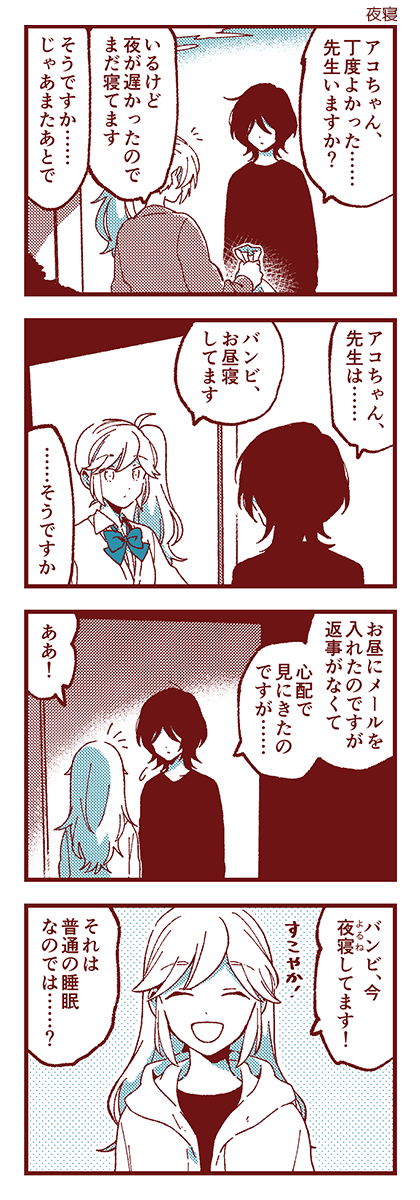 夜寝
アコちゃん、
丁度よかった……
先生いますか？
いるけど
夜が遅かったので
まだ寝てます
そうですか……
じゃあまたあとで
アコちゃん、
先生は……
バンビ、
お昼寝
してます
……そうですか
お昼にメールを
入れたのですが
返事がなくて
心配で
見にきたの
ですが……
ああ！
バンビ、今
夜寝してます！
よるね
すこやか！
それは
普通の睡眠
なのでは……？